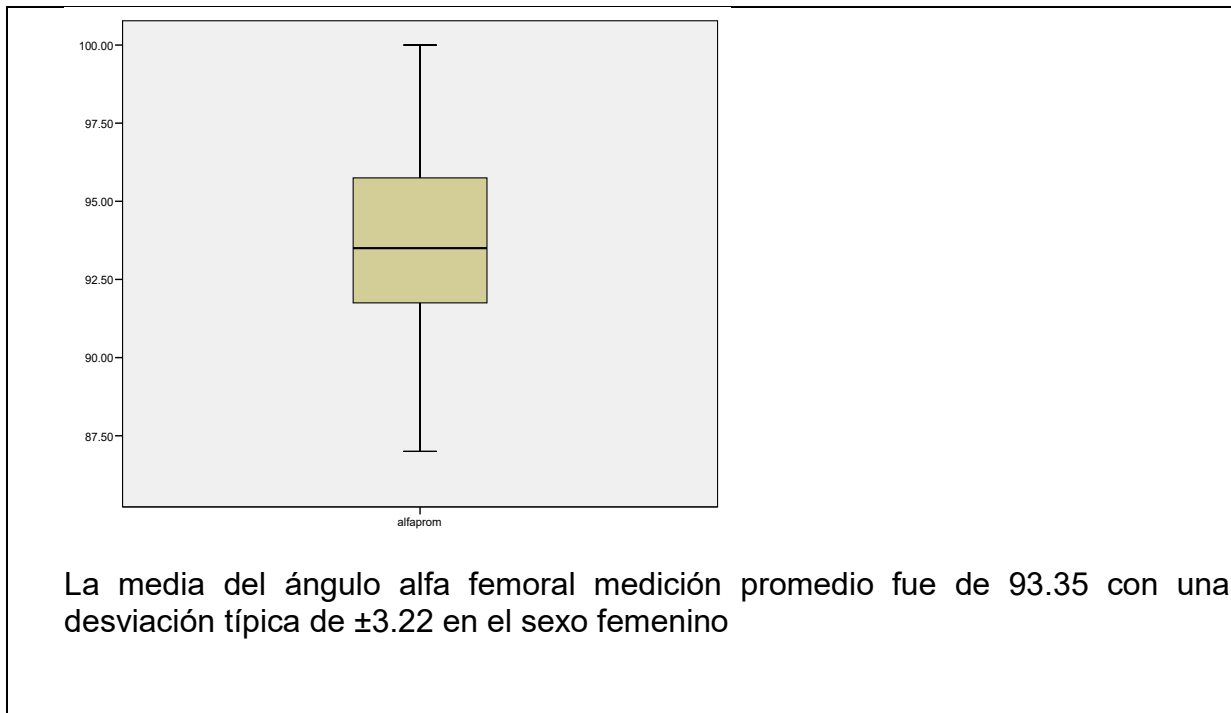 100.00
97.50
95.00
92.50
90.00
87.50
alfaprom
La media del ángulo alfa femoral medición promedio fue de 93.35 con una
desviación típica de ±3.22 en el sexo femenino